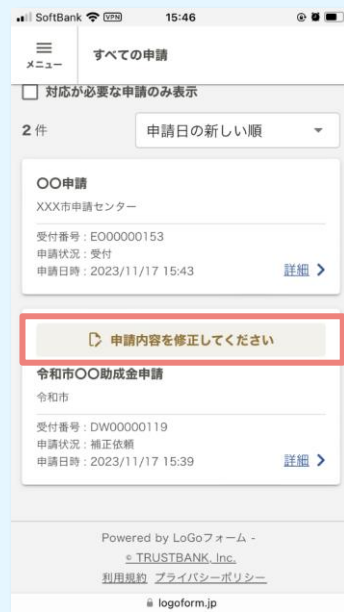 SoftBank VPN 15:46
メニュー
すべての申請
対応が必要な申請のみ表示
2 件
申請日の新しい順
〇〇申請
XXX市申請センター
受付番号 : EO00000153
申請状況 : 受付
申請日時 : 2023/11/17 15:43
詳細
申請内容を修正してください
令和市〇〇助成金申請
令和市
受付番号 : DW00000119
申請状況 : 補正依頼
申請日時 : 2023/11/17 15:39
詳細
Powered by LoGoフォーム -
© TRUSTBANK, Inc.
利用規約 プライバシーポリシー
logoform.jp